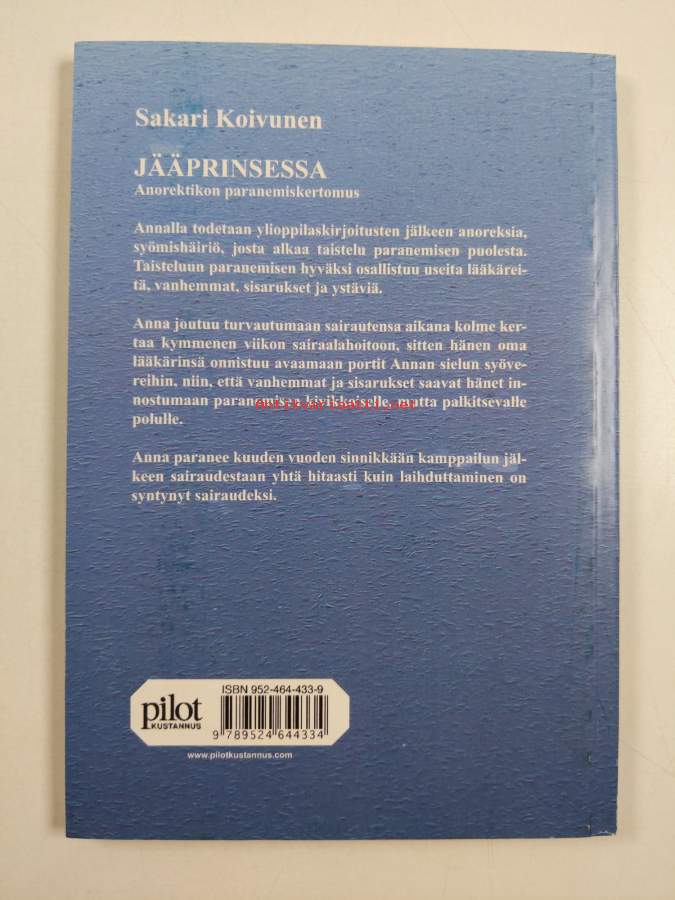 Sakari Koivunen
JÄÄPRINSESSA
Anorektikon paranemiskertomus
Annalla todetaan ylioppilaskirjoitusten jälkeen anoreksia,
syömishäiriö, josta alkaa taistelu paranemisen puolesta.
Taisteluun paranemisen hyväksi osallistuu useita lääkärei-
tä, vanhemmat, sisarukset ja ystäviä.
Anna joutuu turvautumaan sairautensa aikana kolme ker-
taa kymmenen viikon sairaalahoitoon, sitten hänen oma
lääkärinsä onnistuu avaamaan portit Annan sielun syöve-
reihin, niin, että vanhemmat ja sisarukset saavat hänet in-
nostumaan paranemisen kivikkoiselle, mutta palkitsevalle
polulle.
Anna paranee kuuden vuoden sinnikkään kamppailun jäl-
keen sairaudestaan yhtä hitaasti kuin laihduttaminen on
syntynyt sairaudeksi.
ISBN 952-464-433-9
pilot
KUSTANNUS
9 789524 644334
www.pilotkustannus.com